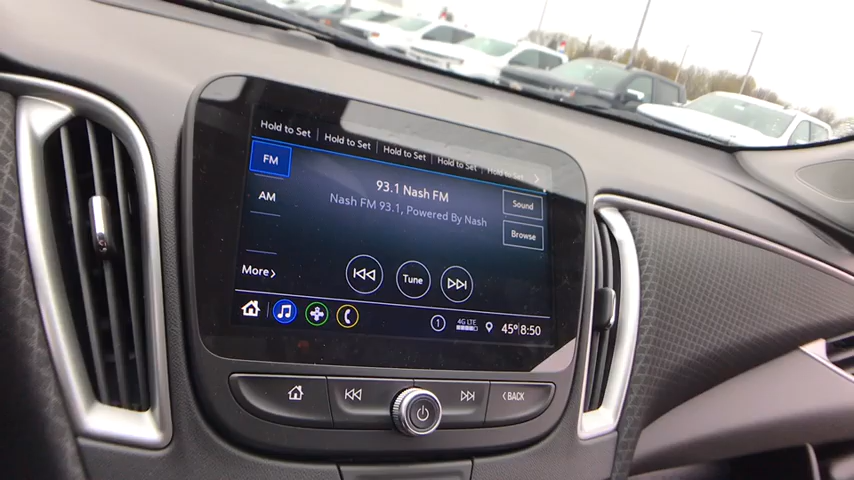 Hold to Set Hold to Set Hold to Set Hold to Set Hold to Set
FM
93.1 Nash FM
Sound
AM
Nash FM 93.1, Powered By Nash
Browse
More
Tune
1 4G LTE 45° 8:50
BACK